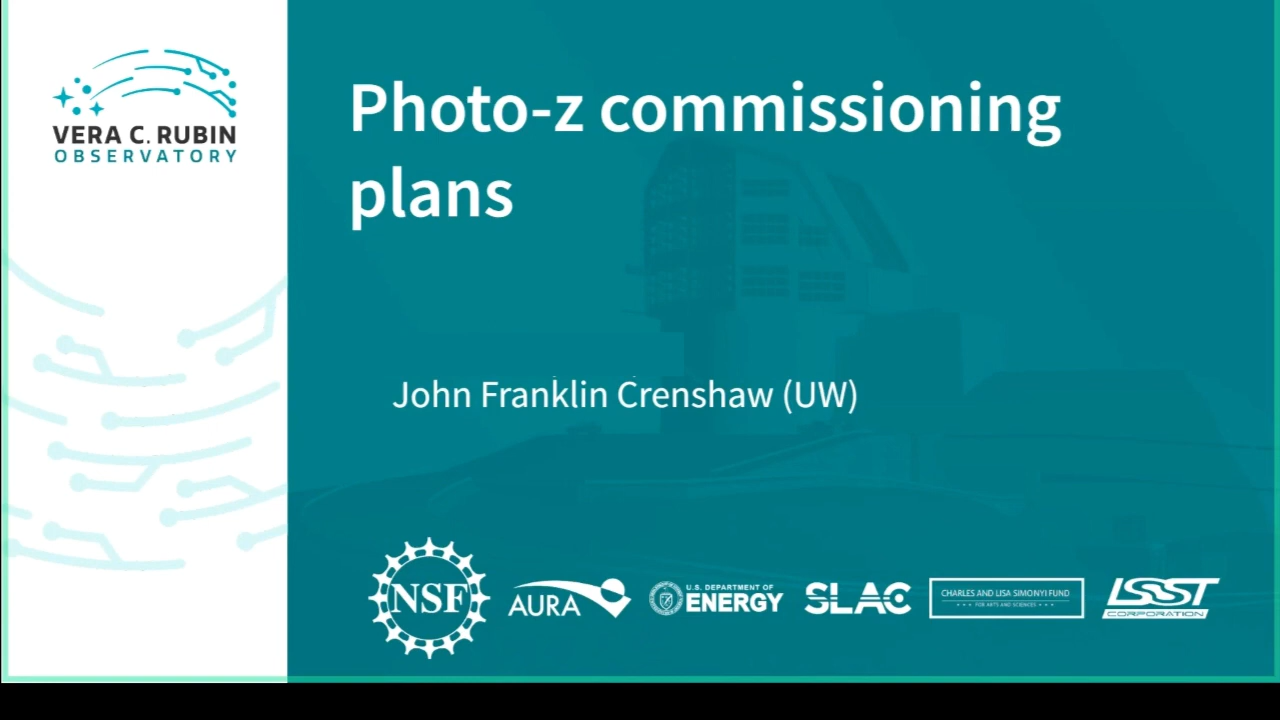 VERA C. RUBIN
OBSERVATORY
Photo-z commissioning
plans
John Franklin Crenshaw (UW)
NSF
AURA
U.S. DEPARTMENT OF
ENERGY
SLAC
CHARLES AND LISA SIMONYI FUND
FOR ARTS AND SCIENCES
LSST
CORPORATION